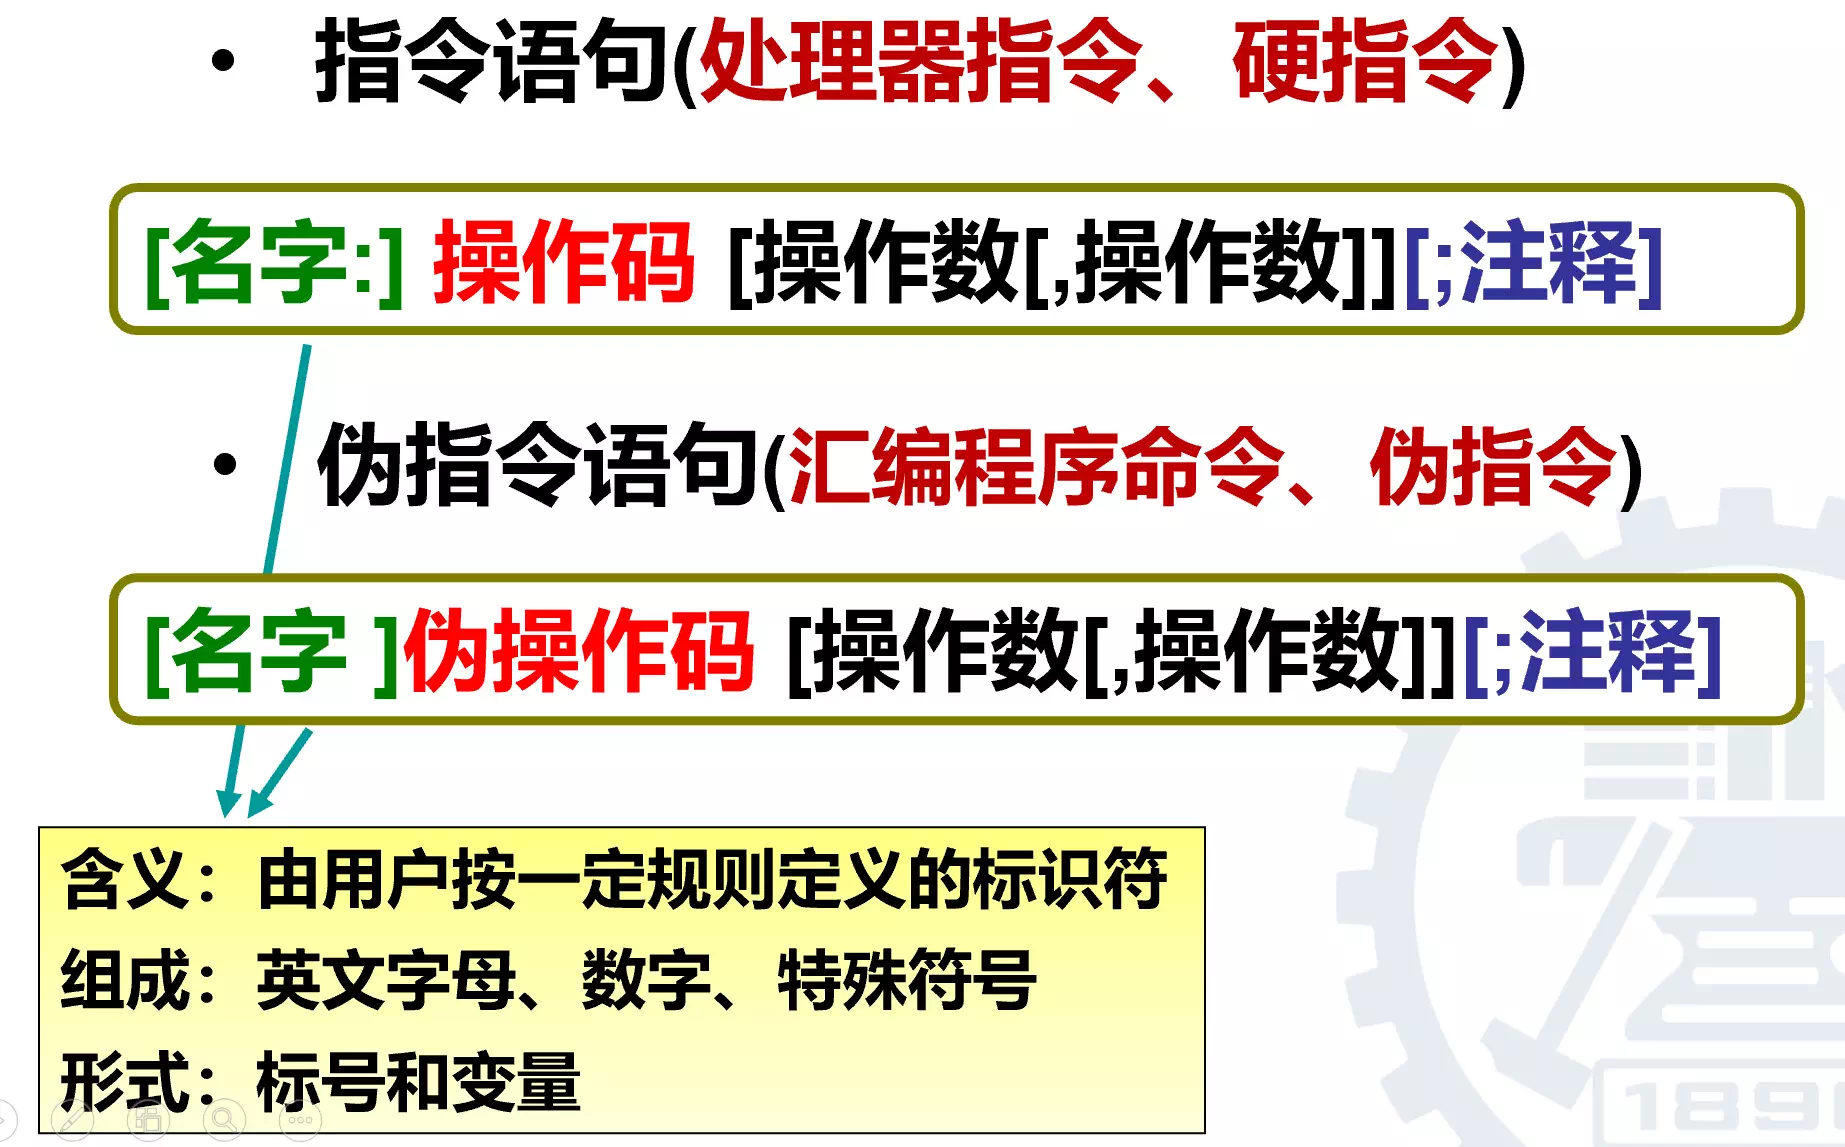 • 指令语句(处理器指令、硬指令)
[名字:] 操作码 [操作数[,操作数]][;注释]
• 伪指令语句(汇编程序命令、伪指令)
[名字 ]伪操作码 [操作数[,操作数]][;注释]
含义：由用户按一定规则定义的标识符
组成：英文字母、数字、特殊符号
形式：标号和变量